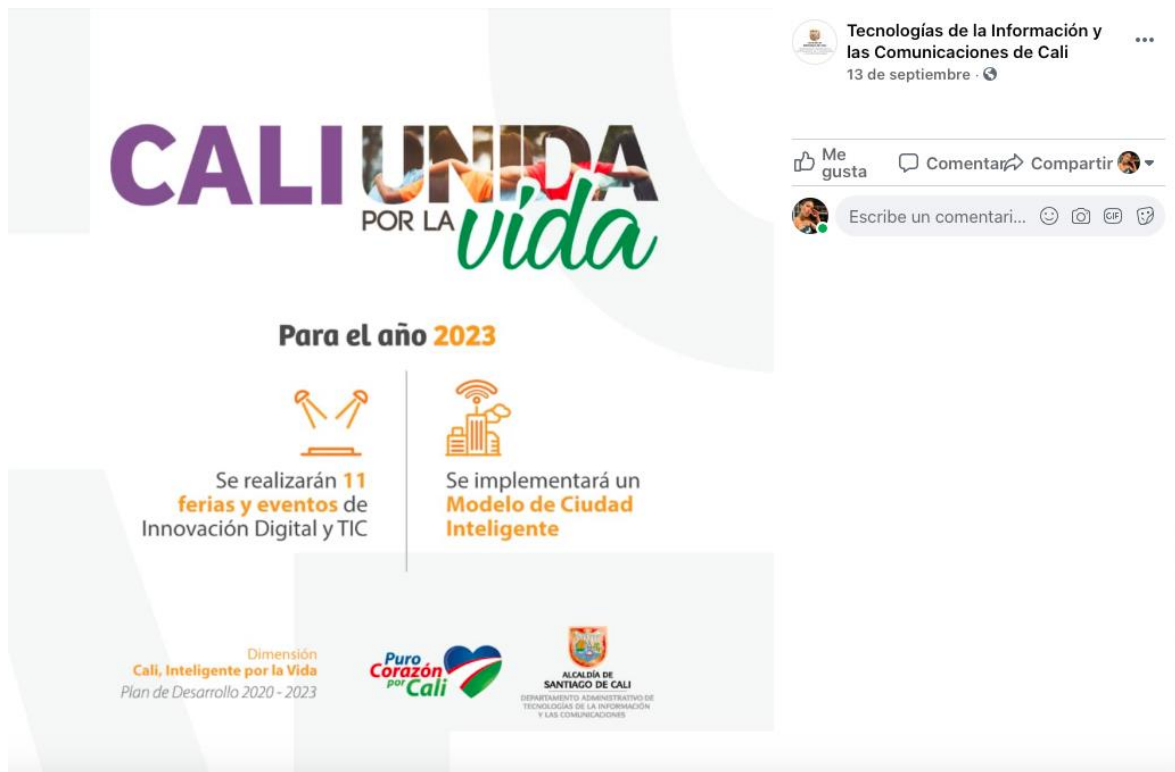 CALI UNIDA
POR LA vida
Para el año 2023
Se realizarán 11
ferias y eventos de
Innovación Digital y TIC
Se implementará un
Modelo de Ciudad
Inteligente
Dimensión
Cali, Inteligente por la Vida
Plan de Desarrollo 2020 - 2023
Puro
Corazón
por Cali
ALCALDÍA DE
SANTIAGO DE CALI
DEPARTAMENTO ADMINISTRATIVO DE
TECNOLOGÍAS DE LA INFORMACIÓN
Y LAS COMUNICACIONES
Tecnologías de la Información y
las Comunicaciones de Cali
13 de septiembre ·
Me
gusta
Comentar
Compartir
Escribe un comentari...
GIF